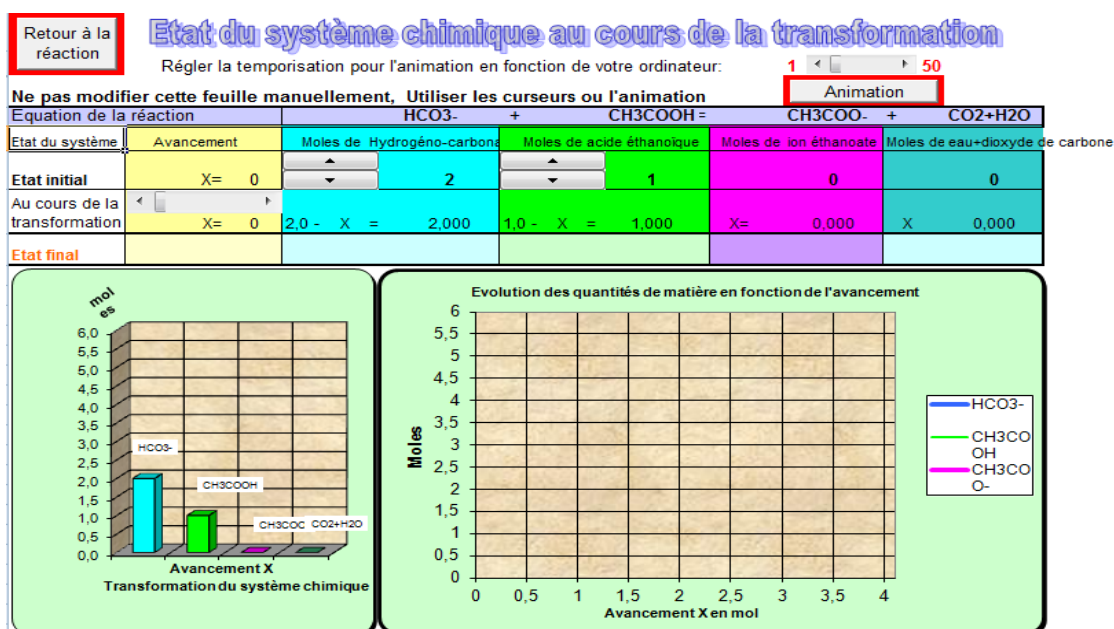 Retour à la
réaction
Etat du système chimique au cours de la transformation
Régler la temporisation pour l'animation en fonction de votre ordinateur:
1 50
Ne pas modifier cette feuille manuellement, Utiliser les curseurs ou l'animation
Animation
Equation de la réaction HCO3- + CH3COOH = CH3COO- + CO2+H2O
Etat du système Avancement Moles de Hydrogéno-carbona Moles de acide éthanoïque Moles de ion éthanoate Moles de eau+dioxyde de carbone
Etat initial X= 0 2 1 0 0
Au cours de la
transformation X= 0 2,0 - X = 2,000 1,0 - X = 1,000 X= 0,000 X 0,000
Etat final
mol
es
6,0
5,5
5,0
4,5
4,0
3,5
3,0
2,5
2,0
1,5
1,0
0,5
0,0
HCO3-
CH3COOH
CH3COC
CO2+H2O
Avancement X
Transformation du système chimique
Evolution des quantités de matière en fonction de l'avancement
Moles
6
5,5
5
4,5
4
3,5
3
2,5
2
1,5
1
0,5
0
0 0,5 1 1,5 2 2,5 3 3,5 4
Avancement X en mol
HCO3-
CH3CO
OH
CH3CO
O-